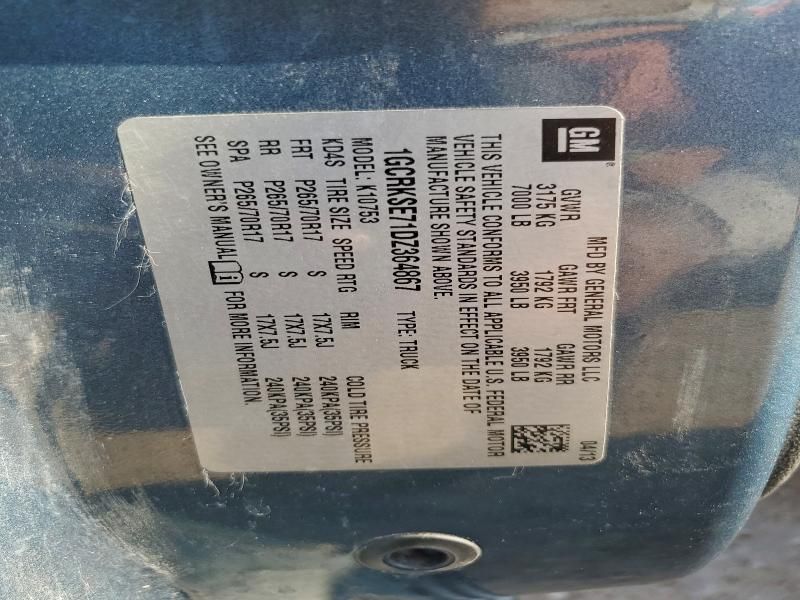 GM®
MFD BY GENERAL MOTORS LLC 04/13
GVWR GAWR FRT GAWR RR
3175 KG 1792 KG 1792 KG
7000 LB 3950 LB 3950 LB
THIS VEHICLE CONFORMS TO ALL APPLICABLE U.S. FEDERAL MOTOR
VEHICLE SAFETY STANDARDS IN EFFECT ON THE DATE OF
MANUFACTURE SHOWN ABOVE.
1GCRKSE71DZ364867 TYPE: TRUCK
MODEL: K10753
KD4S TIRE SIZE SPEED RTG RIM COLD TIRE PRESSURE
FRT P265/70R17 S 17X7.5J 240KPA(35PSI)
RR P265/70R17 S 17X7.5J 240KPA(35PSI)
SPA P265/70R17 S 17X7.5J 240KPA(35PSI)
SEE OWNER'S MANUAL i FOR MORE INFORMATION.